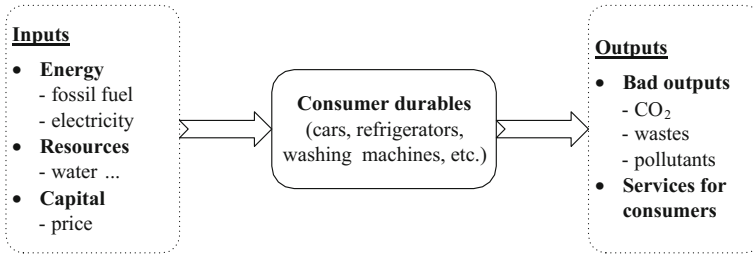 Inputs
• Energy
- fossil fuel
- electricity
• Resources
- water ...
• Capital
- price
Consumer durables
(cars, refrigerators,
washing machines, etc.)
Outputs
• Bad outputs
- CO₂
- wastes
- pollutants
• Services for
consumers